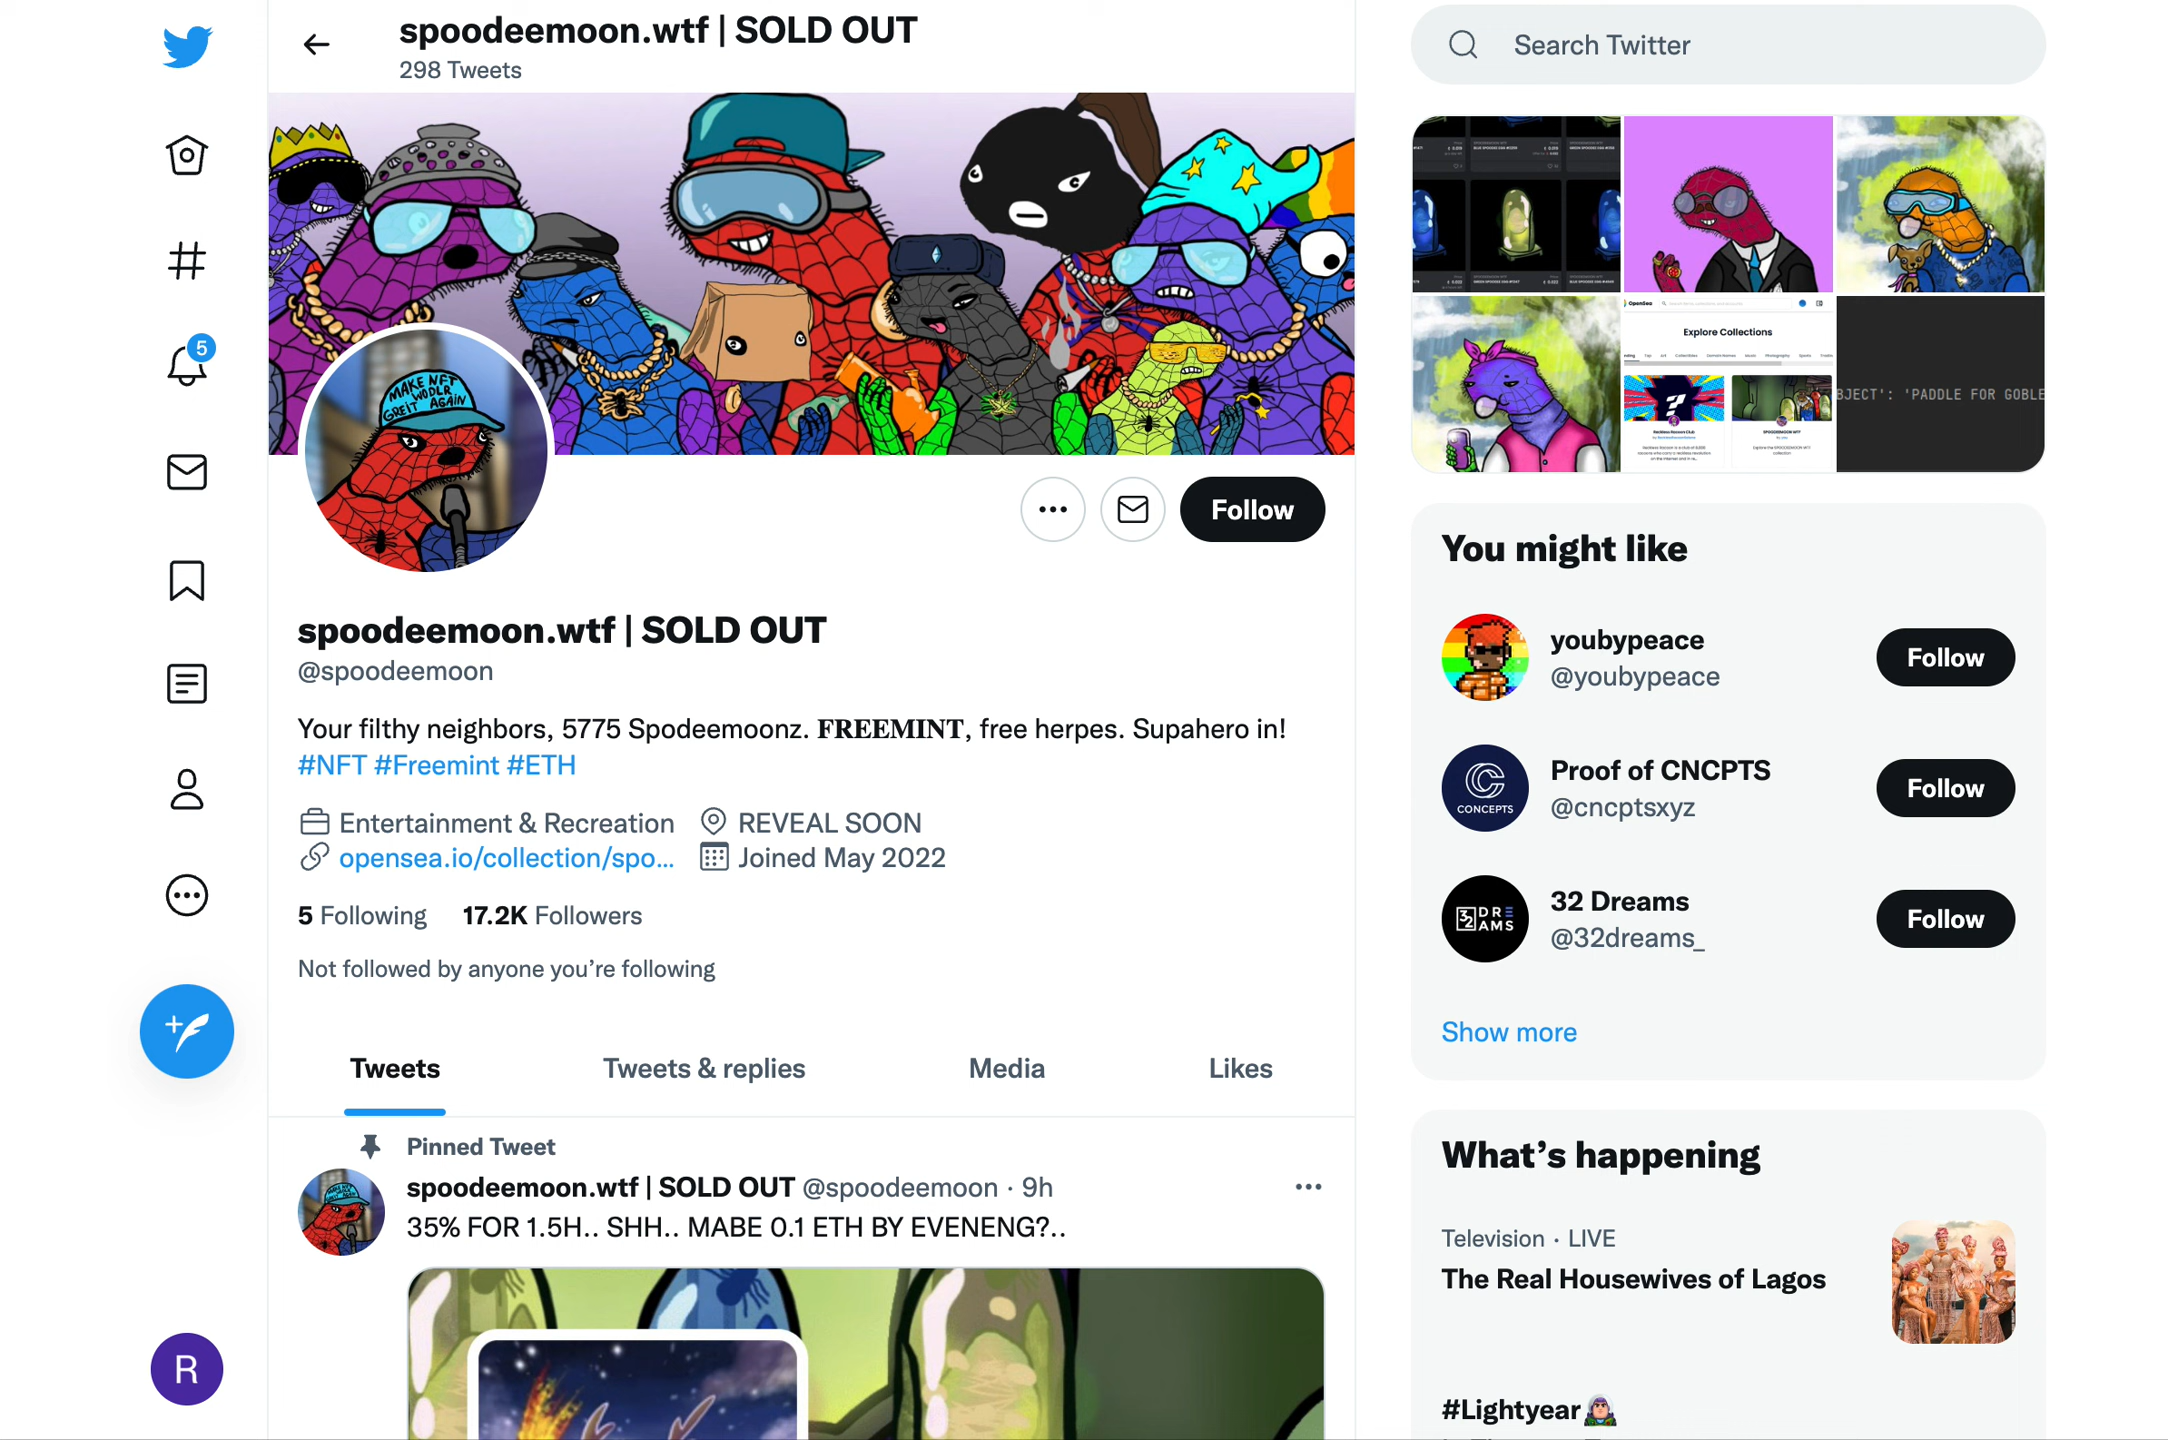 spoodeemoon.wtf | SOLD OUT
298 Tweets
5
MAKE NFT
WODLR
GREIT AGAIN
Follow
spoodeemoon.wtf | SOLD OUT
@spoodeemoon
Your filthy neighbors, 5775 Spodeemoonz. 𝐅𝐑𝐄𝐄𝐌𝐈𝐍𝐓, free herpes. Supahero in!
#NFT #Freemint #ETH
Entertainment & Recreation
REVEAL SOON
opensea.io/collection/spo...
Joined May 2022
5 Following 17.2K Followers
Not followed by anyone you’re following
Tweets
Tweets & replies
Media
Likes
Pinned Tweet
spoodeemoon.wtf | SOLD OUT @spoodeemoon · 9h
35% FOR 1.5H.. SHH.. MABE 0.1 ETH BY EVENENG?..
R
Search Twitter
OpenSea
Explore Collections
BJECT': 'PADDLE FOR GOBLE
You might like
youbypeace
@youbypeace
Follow
Proof of CNCPTS
@cncptsxyz
CONCEPTS
Follow
32 Dreams
@32dreams_
32 DRE
AMS
Follow
Show more
What’s happening
Television · LIVE
The Real Housewives of Lagos
#Lightyear